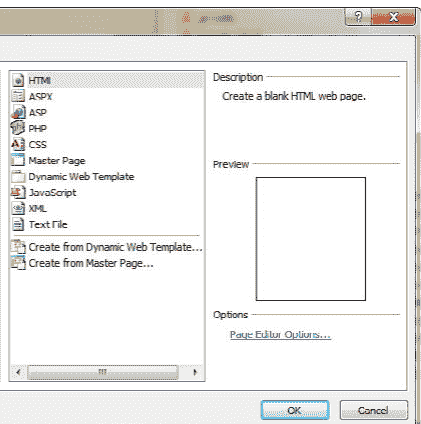 HTML
ASPX
ASP
PHP
CSS
Master Page
Dynamic Web Template
JavaScript
XML
Text File
Create from Dynamic Web Template...
Create from Master Page...
Description
Create a blank HTML web page.
Preview
Options
Page Editor Options...
OK
Cancel